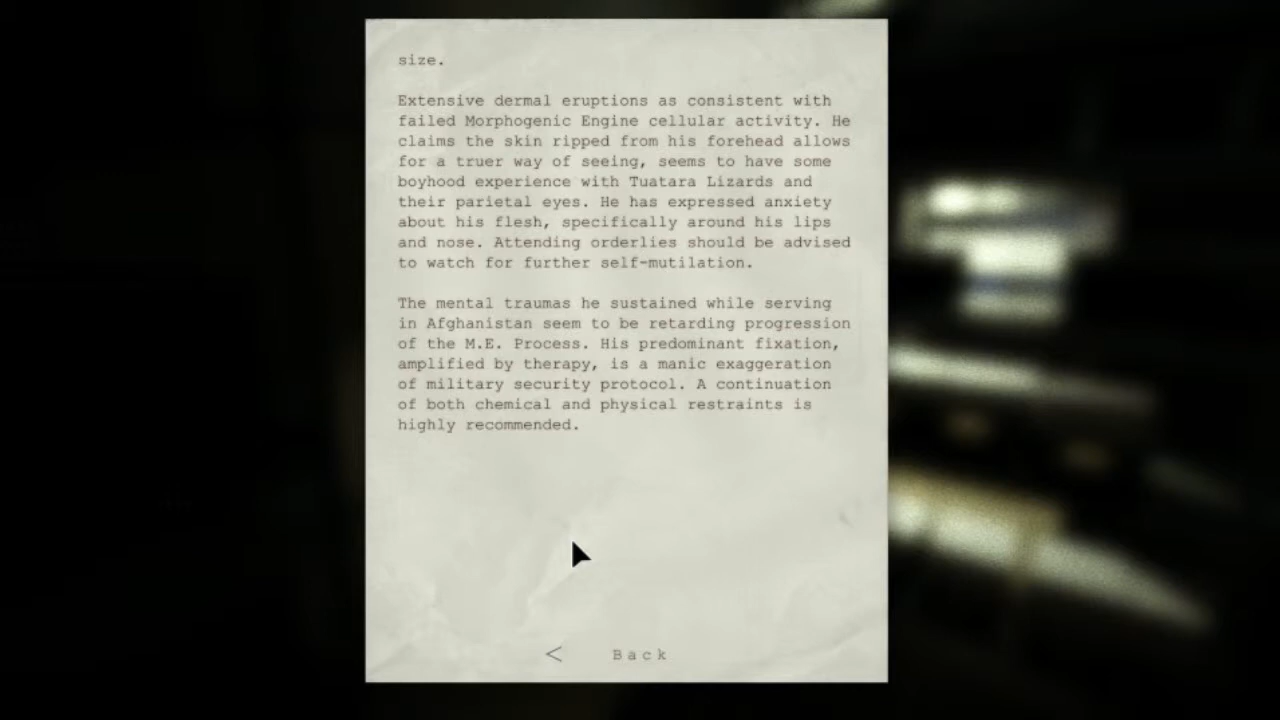 size.
Extensive dermal eruptions as consistent with
failed Morphogenic Engine cellular activity. He
claims the skin ripped from his forehead allows
for a truer way of seeing, seems to have some
boyhood experience with Tuatara Lizards and
their parietal eyes. He has expressed anxiety
about his flesh, specifically around his lips
and nose. Attending orderlies should be advised
to watch for further self-mutilation.
The mental traumas he sustained while serving
in Afghanistan seem to be retarding progression
of the M.E. Process. His predominant fixation,
amplified by therapy, is a manic exaggeration
of military security protocol. A continuation
of both chemical and physical restraints is
highly recommended.
< Back